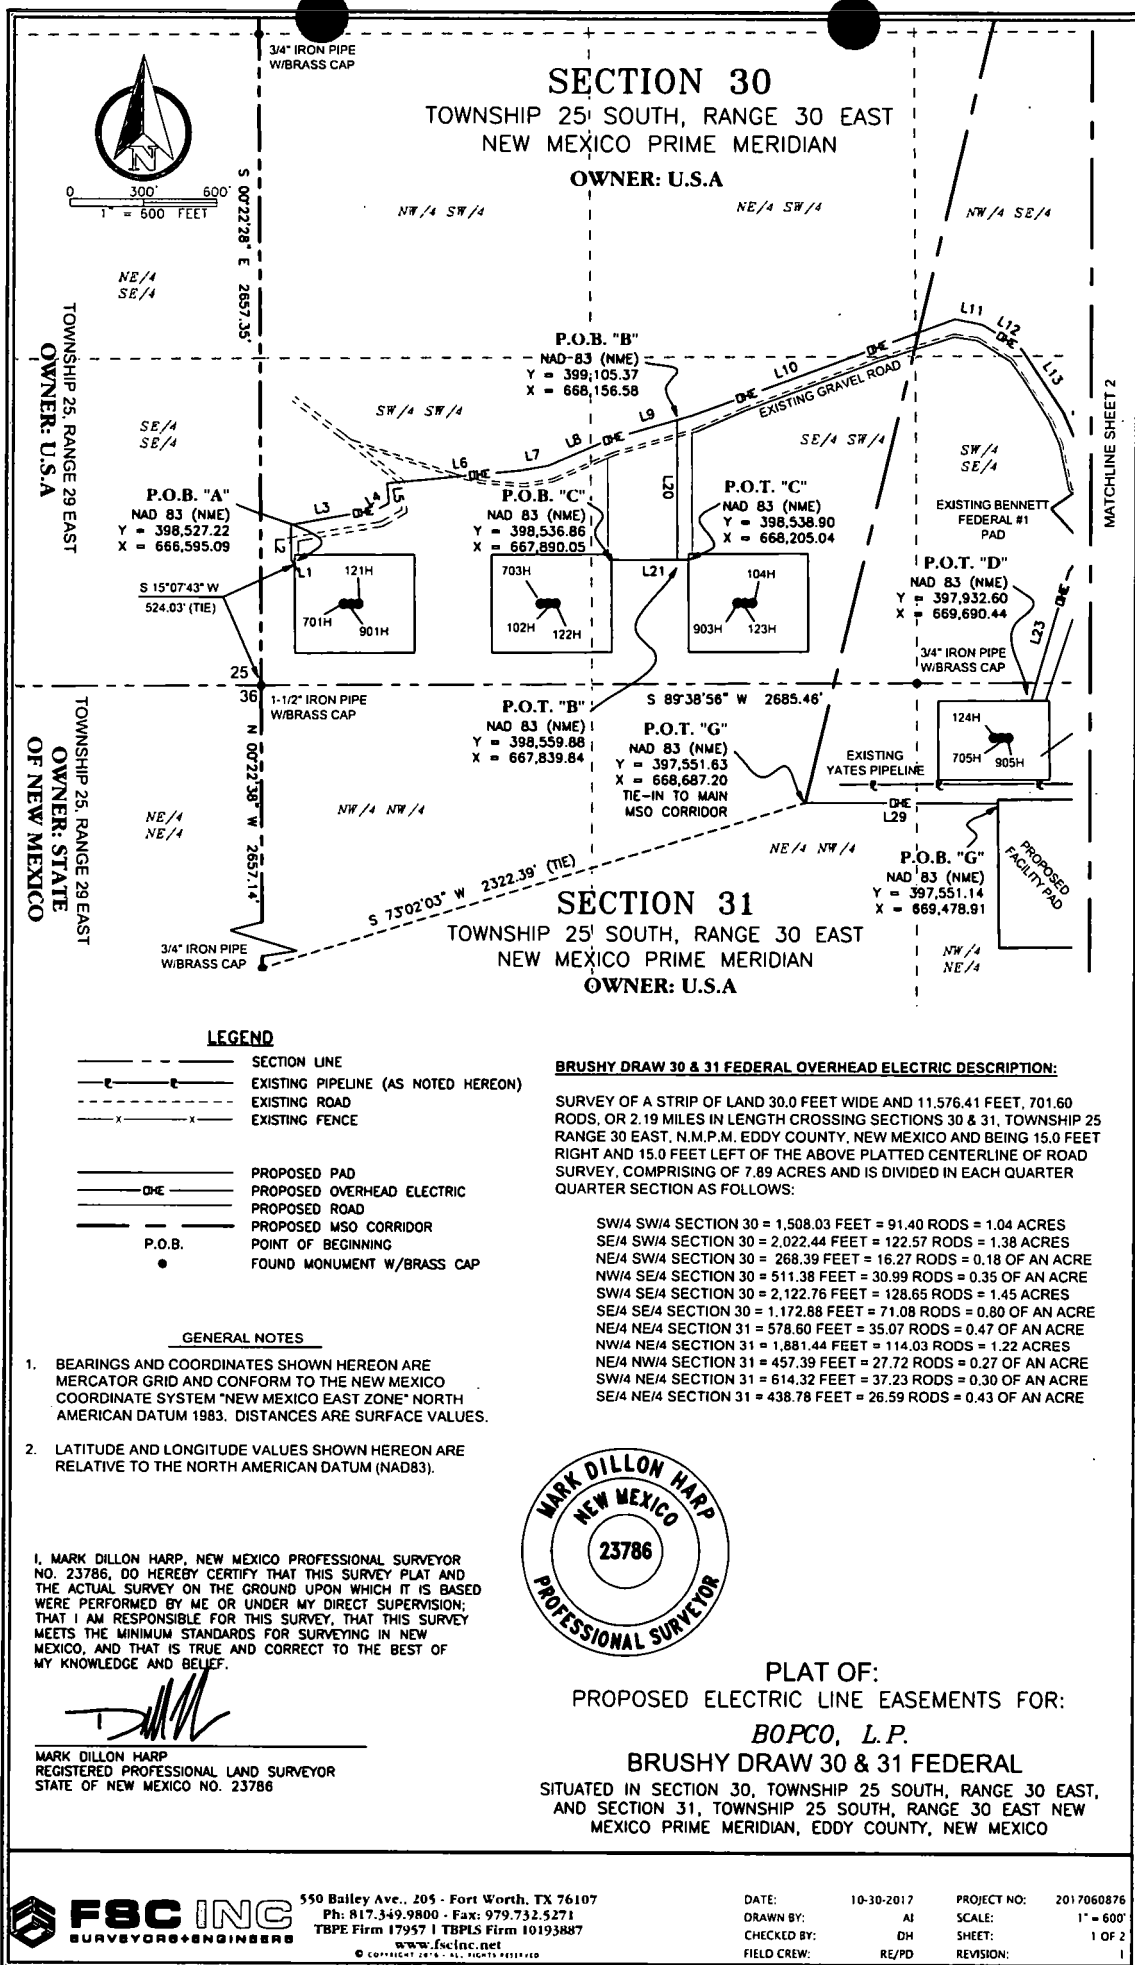 3/4" IRON PIPE
W/BRASS CAP
SECTION 30
TOWNSHIP 25 SOUTH, RANGE 30 EAST
NEW MEXICO PRIME MERIDIAN
OWNER: U.S.A
N
0 300' 600'
1" = 600 FEET
S 00°22'28" E 2657.35'
NW/4 SW/4
NE/4 SW/4
NW/4 SE/4
NE/4
SE/4
TOWNSHIP 25, RANGE 29 EAST
OWNER: U.S.A
L11
L12
OHE
L13
P.O.B. "B"
NAD-83 (NME)
Y = 399,105.37
X = 668,156.58
OHE
L10
OHE
EXISTING GRAVEL ROAD
MATCHLINE SHEET 2
SW/4 SW/4
L9
OHE
L8
L7
SE/4
SE/4
SE/4 SW/4
SW/4
SE/4
L6
OHE
L5
L4
OHE
L3
L2
L1
L20
P.O.B. "A"
NAD 83 (NME)
Y = 398,527.22
X = 666,595.09
P.O.B. "C"
NAD 83 (NME)
Y = 398,536.86
X = 667,890.05
P.O.T. "C"
NAD 83 (NME)
Y = 398,538.90
X = 668,205.04
EXISTING BENNETT
FEDERAL #1
PAD
P.O.T. "D"
NAD 83 (NME)
Y = 397,932.60
X = 669,690.44
S 15°07'43" W
524.03' (TIE)
121H
701H
901H
703H
102H
122H
L21
104H
903H
123H
OHE
L23
3/4" IRON PIPE
W/BRASS CAP
25
36
1-1/2" IRON PIPE
W/BRASS CAP
S 89°38'56" W 2685.46'
P.O.T. "B"
NAD 83 (NME)
Y = 398,559.88
X = 667,839.84
P.O.T. "G"
NAD 83 (NME)
Y = 397,551.63
X = 668,687.20
TIE-IN TO MAIN
MSO CORRIDOR
EXISTING
YATES PIPELINE
124H
705H
905H
OHE
L29
TOWNSHIP 25, RANGE 29 EAST
OWNER: STATE
OF NEW MEXICO
N 00°22'38" W 2657.14'
NE/4
NE/4
NW/4 NW/4
NE/4 NW/4
P.O.B. "G"
NAD 83 (NME)
Y = 397,551.14
X = 669,478.91
PROPOSED
FACILITY PAD
S 73°02'03" W 2322.39' (TIE)
SECTION 31
TOWNSHIP 25 SOUTH, RANGE 30 EAST
NEW MEXICO PRIME MERIDIAN
OWNER: U.S.A
3/4" IRON PIPE
W/BRASS CAP
NW/4
NE/4
LEGEND
SECTION LINE
EXISTING PIPELINE (AS NOTED HEREON)
EXISTING ROAD
x x EXISTING FENCE
PROPOSED PAD
OHE PROPOSED OVERHEAD ELECTRIC
PROPOSED ROAD
PROPOSED MSO CORRIDOR
P.O.B. POINT OF BEGINNING
FOUND MONUMENT W/BRASS CAP
GENERAL NOTES
1. BEARINGS AND COORDINATES SHOWN HEREON ARE
MERCATOR GRID AND CONFORM TO THE NEW MEXICO
COORDINATE SYSTEM "NEW MEXICO EAST ZONE" NORTH
AMERICAN DATUM 1983. DISTANCES ARE SURFACE VALUES.
2. LATITUDE AND LONGITUDE VALUES SHOWN HEREON ARE
RELATIVE TO THE NORTH AMERICAN DATUM (NAD83).
BRUSHY DRAW 30 & 31 FEDERAL OVERHEAD ELECTRIC DESCRIPTION:
SURVEY OF A STRIP OF LAND 30.0 FEET WIDE AND 11,576.41 FEET, 701.60
RODS, OR 2.19 MILES IN LENGTH CROSSING SECTIONS 30 & 31, TOWNSHIP 25
RANGE 30 EAST, N.M.P.M. EDDY COUNTY, NEW MEXICO AND BEING 15.0 FEET
RIGHT AND 15.0 FEET LEFT OF THE ABOVE PLATTED CENTERLINE OF ROAD
SURVEY, COMPRISING OF 7.89 ACRES AND IS DIVIDED IN EACH QUARTER
QUARTER SECTION AS FOLLOWS:
SW/4 SW/4 SECTION 30 = 1,508.03 FEET = 91.40 RODS = 1.04 ACRES
SE/4 SW/4 SECTION 30 = 2,022.44 FEET = 122.57 RODS = 1.38 ACRES
NE/4 SW/4 SECTION 30 = 268.39 FEET = 16.27 RODS = 0.18 OF AN ACRE
NW/4 SE/4 SECTION 30 = 511.38 FEET = 30.99 RODS = 0.35 OF AN ACRE
SW/4 SE/4 SECTION 30 = 2,122.76 FEET = 128.65 RODS = 1.45 ACRES
SE/4 SE/4 SECTION 30 = 1,172.88 FEET = 71.08 RODS = 0.80 OF AN ACRE
NE/4 NE/4 SECTION 31 = 578.60 FEET = 35.07 RODS = 0.47 OF AN ACRE
NW/4 NE/4 SECTION 31 = 1,881.44 FEET = 114.03 RODS = 1.22 ACRES
NE/4 NW/4 SECTION 31 = 457.39 FEET = 27.72 RODS = 0.27 OF AN ACRE
SW/4 NE/4 SECTION 31 = 614.32 FEET = 37.23 RODS = 0.30 OF AN ACRE
SE/4 NE/4 SECTION 31 = 438.78 FEET = 26.59 RODS = 0.43 OF AN ACRE
MARK DILLON HARP
NEW MEXICO
23786
PROFESSIONAL SURVEYOR
I, MARK DILLON HARP, NEW MEXICO PROFESSIONAL SURVEYOR
NO. 23786, DO HEREBY CERTIFY THAT THIS SURVEY PLAT AND
THE ACTUAL SURVEY ON THE GROUND UPON WHICH IT IS BASED
WERE PERFORMED BY ME OR UNDER MY DIRECT SUPERVISION;
THAT I AM RESPONSIBLE FOR THIS SURVEY, THAT THIS SURVEY
MEETS THE MINIMUM STANDARDS FOR SURVEYING IN NEW
MEXICO, AND THAT IS TRUE AND CORRECT TO THE BEST OF
MY KNOWLEDGE AND BELIEF.
MARK DILLON HARP
REGISTERED PROFESSIONAL LAND SURVEYOR
STATE OF NEW MEXICO NO. 23786
PLAT OF:
PROPOSED ELECTRIC LINE EASEMENTS FOR:
BOPCO, L.P.
BRUSHY DRAW 30 & 31 FEDERAL
SITUATED IN SECTION 30, TOWNSHIP 25 SOUTH, RANGE 30 EAST,
AND SECTION 31, TOWNSHIP 25 SOUTH, RANGE 30 EAST NEW
MEXICO PRIME MERIDIAN, EDDY COUNTY, NEW MEXICO
FSC INC
SURVEYORS+ENGINEERS
550 Bailey Ave., 205 - Fort Worth, TX 76107
Ph: 817.349.9800 - Fax: 979.732.5271
TBPE Firm 17957 | TBPLS Firm 10193887
www.fscinc.net
© COPYRIGHT 2016 - ALL RIGHTS RESERVED
DATE: 10-30-2017 PROJECT NO: 2017060876
DRAWN BY: AI SCALE: 1" = 600'
CHECKED BY: DH SHEET: 1 OF 2
FIELD CREW: RE/PD REVISION: 1